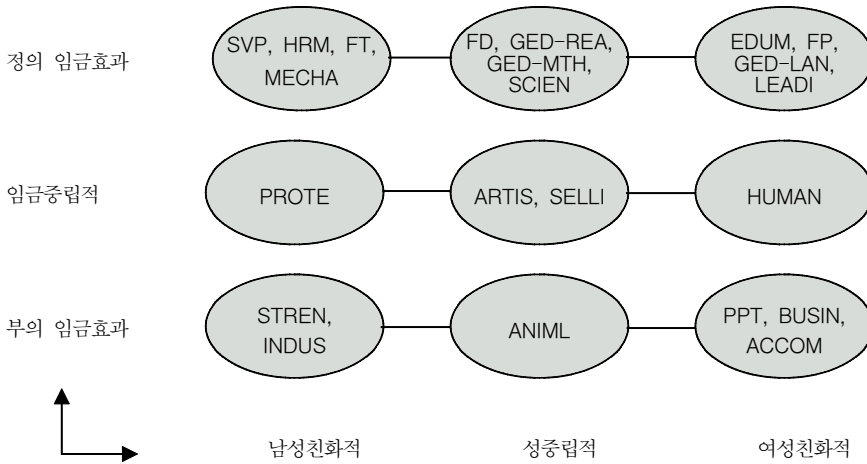 정의 임금효과
SVP, HRM, FT,
MECHA
FD, GED-REA,
GED-MTH,
SCIEN
EDUM, FP,
GED-LAN,
LEADI
임금중립적
PROTE
ARTIS, SELLI
HUMAN
부의 임금효과
STREN,
INDUS
ANIML
PPT, BUSIN,
ACCOM
남성친화적
성중립적
여성친화적